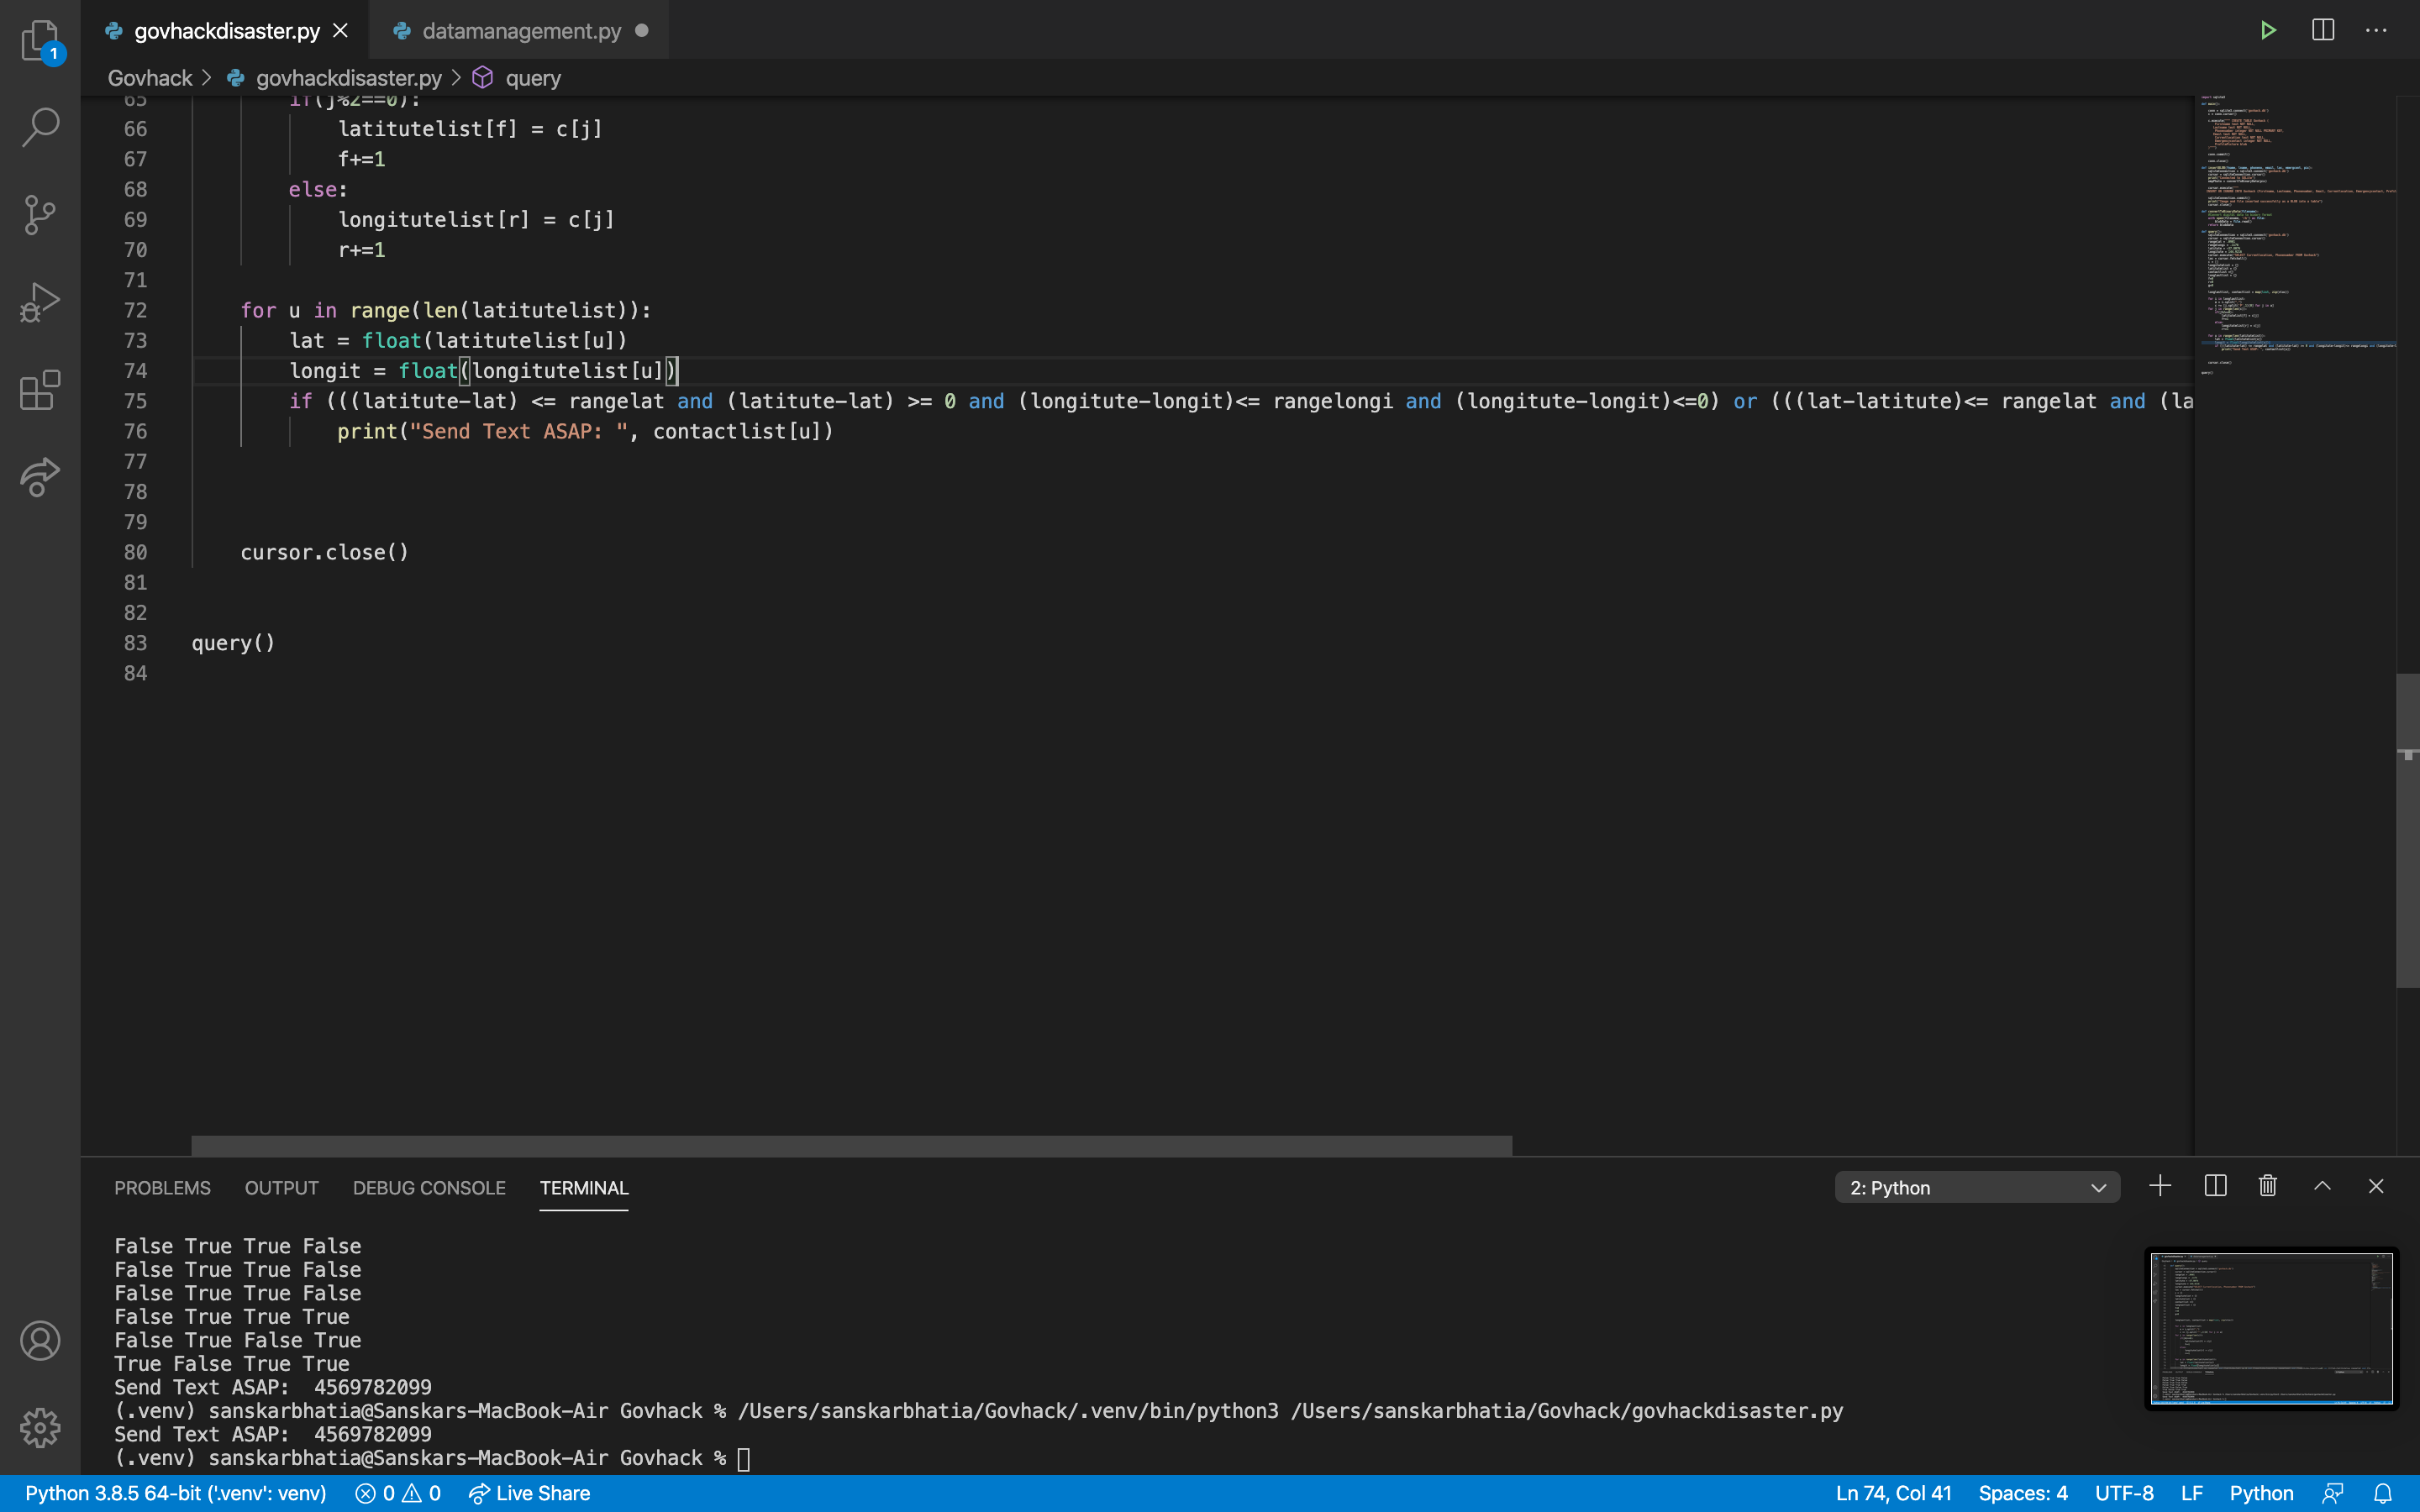 govhackdisaster.py
datamanagement.py
1
Govhack > govhackdisaster.py > query
65 if(j%2==0):
66 latitutelist[f] = c[j]
67 f+=1
68 else:
69 longitutelist[r] = c[j]
70 r+=1
71
72 for u in range(len(latitutelist)):
73 lat = float(latitutelist[u])
74 longit = float(longitutelist[u])
75 if (((latitute-lat) <= rangelat and (latitute-lat) >= 0 and (longitute-longit)<= rangelongi and (longitute-longit)<=0) or (((lat-latitute)<= rangelat and (la
76 print("Send Text ASAP: ", contactlist[u])
77
78
79
80 cursor.close()
81
82
83 query()
84
PROBLEMS OUTPUT DEBUG CONSOLE TERMINAL
2: Python
False True True False
False True True False
False True True False
False True True True
False True False True
True False True True
Send Text ASAP:  4569782099
(.venv) sanskarbhatia@Sanskars-MacBook-Air Govhack % /Users/sanskarbhatia/Govhack/.venv/bin/python3 /Users/sanskarbhatia/Govhack/govhackdisaster.py
Send Text ASAP:  4569782099
(.venv) sanskarbhatia@Sanskars-MacBook-Air Govhack %
Python 3.8.5 64-bit ('.venv': venv) 0 0 Live Share Ln 74, Col 41 Spaces: 4 UTF-8 LF Python